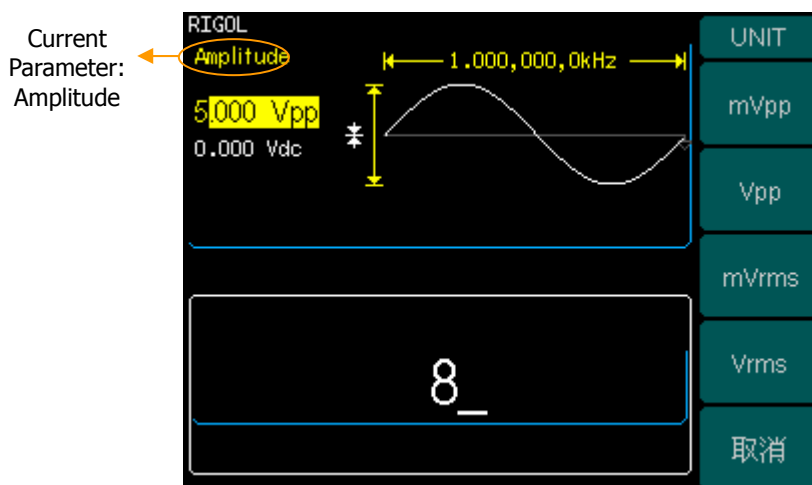 Current
Parameter:
Amplitude
RIGOL
Amplitude
1.000,000,0kHz
5.000 Vpp
0.000 Vdc
8_
UNIT
mVpp
Vpp
mVrms
Vrms
取消